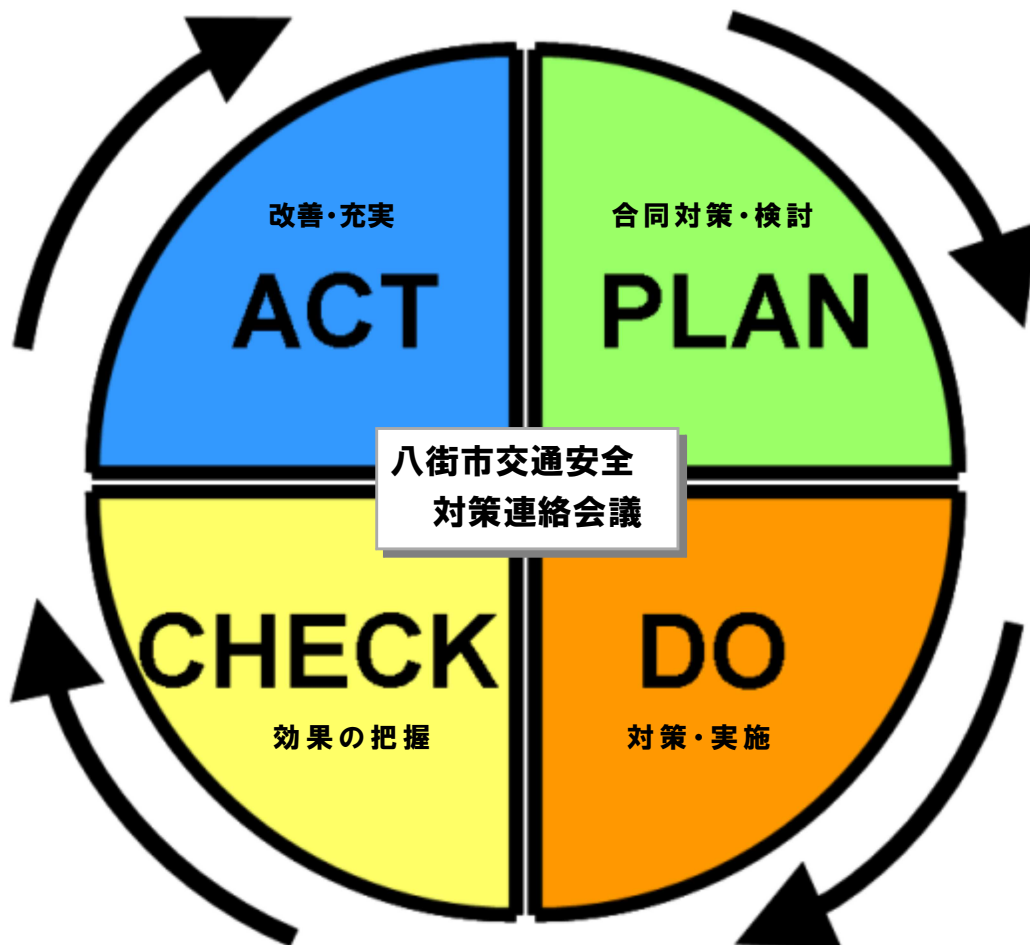 改善・充実
ACT
合同対策・検討
PLAN
八街市交通安全
対策連絡会議
CHECK
効果の把握
DO
対策・実施